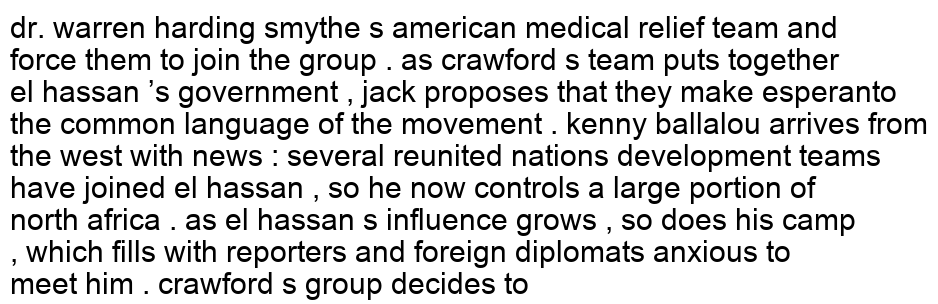 dr. warren harding smythe s american medical relief team and
force them to join the group . as crawford s team puts together
el hassan ’s government , jack proposes that they make esperanto
the common language of the movement . kenny ballalou arrives from
the west with news : several reunited nations development teams
have joined el hassan , so he now controls a large portion of
north africa . as el hassan s influence grows , so does his camp
, which fills with reporters and foreign diplomats anxious to
meet him . crawford s group decides to